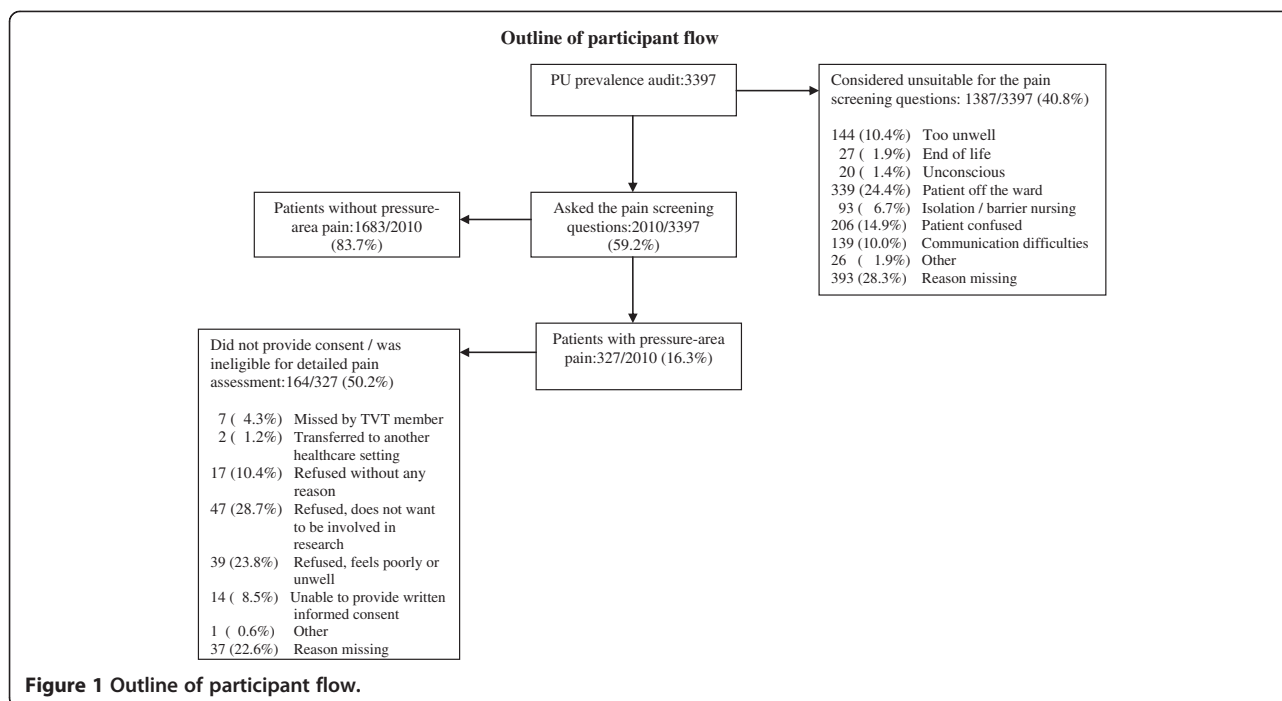 Outline of participant flow
PU prevalence audit:3397
Considered unsuitable for the pain
screening questions: 1387/3397 (40.8%)
144 (10.4%) Too unwell
27 ( 1.9%) End of life
20 ( 1.4%) Unconscious
339 (24.4%) Patient off the ward
93 ( 6.7%) Isolation / barrier nursing
206 (14.9%) Patient confused
139 (10.0%) Communication difficulties
26 ( 1.9%) Other
393 (28.3%) Reason missing
Patients without pressure-
area pain:1683/2010
(83.7%)
Asked the pain screening
questions:2010/3397
(59.2%)
Patients with pressure-area
pain:327/2010 (16.3%)
Did not provide consent / was
ineligible for detailed pain
assessment:164/327 (50.2%)
7 ( 4.3%) Missed by TVT member
2 ( 1.2%) Transferred to another
healthcare setting
17 (10.4%) Refused without any
reason
47 (28.7%) Refused, does not want
to be involved in
research
39 (23.8%) Refused, feels poorly or
unwell
14 ( 8.5%) Unable to provide written
informed consent
1 ( 0.6%) Other
37 (22.6%) Reason missing
Figure 1 Outline of participant flow.